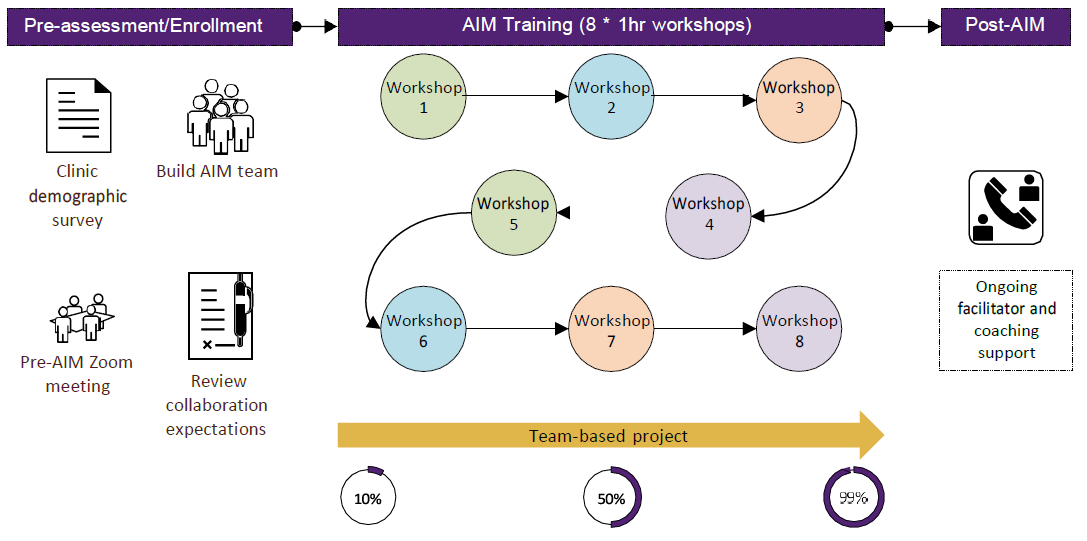 Pre-assessment/Enrollment
AIM Training (8 * 1hr workshops)
Post-AIM
Clinic
demographic
survey
Build AIM team
Pre-AIM Zoom
meeting
Review
collaboration
expectations
Workshop
1
Workshop
2
Workshop
3
Workshop
4
Workshop
5
Workshop
6
Workshop
7
Workshop
8
Team-based project
10%
50%
99%
Ongoing
facilitator and
coaching
support